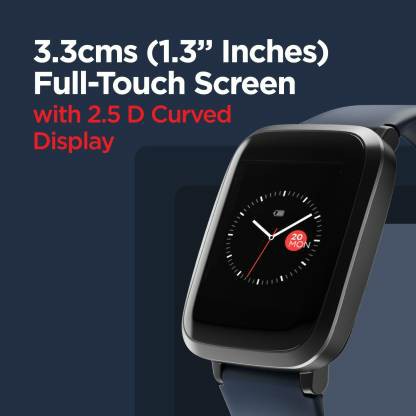 3.3cms (1.3” Inches)
Full-Touch Screen
with 2.5 D Curved
Display
20
MON